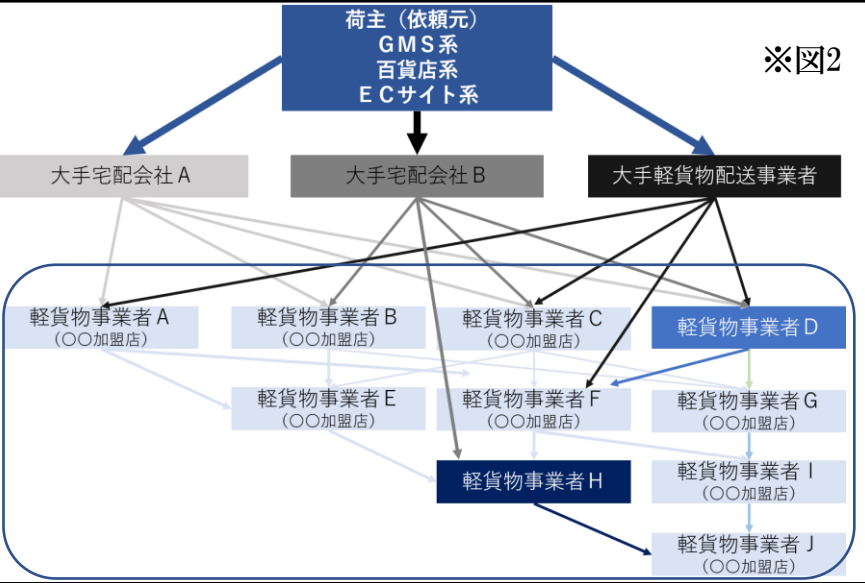 荷主（依頼元）
ＧＭＳ系
百貨店系
ＥＣサイト系
※図2
大手宅配会社Ａ
大手宅配会社Ｂ
大手軽貨物配送事業者
軽貨物事業者Ａ
（〇〇加盟店）
軽貨物事業者Ｂ
（〇〇加盟店）
軽貨物事業者Ｃ
（〇〇加盟店）
軽貨物事業者Ｄ
軽貨物事業者Ｅ
（〇〇加盟店）
軽貨物事業者Ｆ
（〇〇加盟店）
軽貨物事業者Ｇ
（〇〇加盟店）
軽貨物事業者Ｈ
軽貨物事業者Ｉ
（〇〇加盟店）
軽貨物事業者Ｊ
（〇〇加盟店）